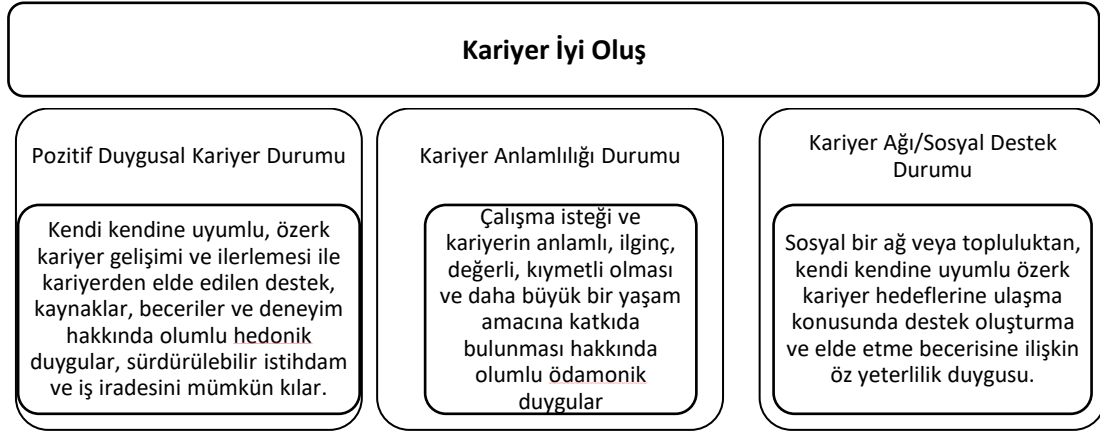 Kariyer İyi Oluş
Pozitif Duygusal Kariyer Durumu
Kendi kendine uyumlu, özerk
kariyer gelişimi ve ilerlemesi ile
kariyerden elde edilen destek,
kaynaklar, beceriler ve deneyim
hakkında olumlu hedonik
duygular, sürdürülebilir istihdam
ve iş iradesini mümkün kılar.
Kariyer Anlamlılığı Durumu
Çalışma isteği ve
kariyerin anlamlı, ilginç,
değerli, kıymetli olması
ve daha büyük bir yaşam
amacına katkıda
bulunması hakkında
olumlu ödamonik
duygular
Kariyer Ağı/Sosyal Destek
Durumu
Sosyal bir ağ veya topluluktan,
kendi kendine uyumlu özerk
kariyer hedeflerine ulaşma
konusunda destek oluşturma
ve elde etme becerisine ilişkin
öz yeterlilik duygusu.